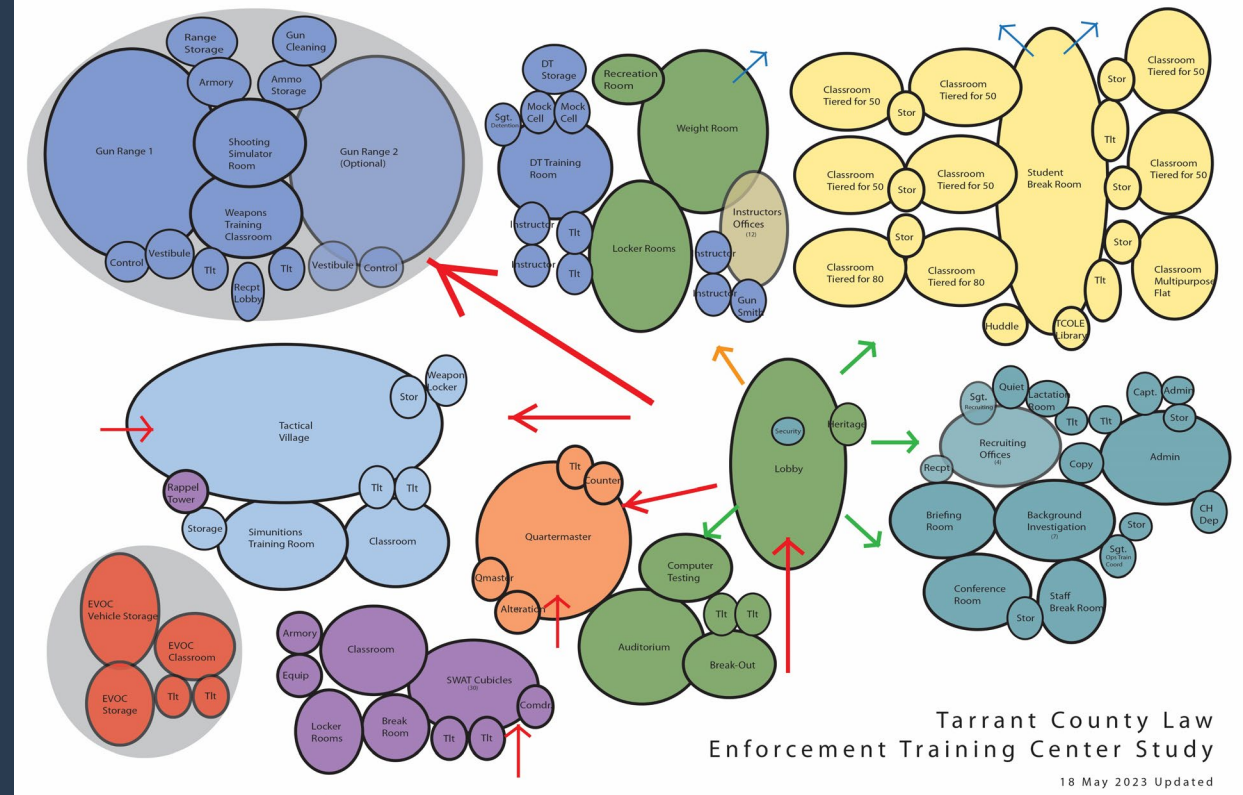 Range
Storage
Gun
Cleaning
Armory
Ammo
Storage
Gun Range 1
Shooting
Simulator
Room
Gun Range 2
(Optional)
Weapons
Training
Classroom
Control
Vestibule
Tlt
Recpt
Lobby
Tlt
Vestibule
Control
DT
Storage
Sgt.
Detention
Mock
Cell
Mock
Cell
DT Training
Room
Instructor
Tlt
Instructor
Tlt
Recreation
Room
Weight Room
Locker Rooms
Instructors
Offices
(12)
Instructor
Instructor
Gun
Smith
Classroom
Tiered for 50
Stor
Classroom
Tiered for 50
Classroom
Tiered for 50
Stor
Classroom
Tiered for 50
Stor
Classroom
Tiered for 80
Classroom
Tiered for 80
Student
Break Room
Stor
Classroom
Tiered for 50
Tlt
Stor
Classroom
Tiered for 50
Stor
Tlt
Classroom
Multipurpose
Flat
Huddle
TCOLE
Library
Tactical
Village
Stor
Weapon
Locker
Rappel
Tower
Storage
Simunitions
Training Room
Tlt
Tlt
Classroom
Tlt
Counter
Quartermaster
Qmaster
Alteration
Security
Heritage
Lobby
Computer
Testing
Auditorium
Tlt
Tlt
Break-Out
Sgt.
Recruiting
Quiet
Lactation
Room
Tlt
Tlt
Capt.
Admin
Stor
Recruiting
Offices
(4)
Recpt
Copy
Admin
Briefing
Room
Background
Investigation
(7)
Stor
Sgt.
Ops Train
Coord
CH
Dep
Conference
Room
Stor
Staff
Break Room
EVOC
Vehicle Storage
EVOC
Classroom
EVOC
Storage
Tlt
Tlt
Armory
Equip
Classroom
SWAT Cubicles
(30)
Comdr.
Locker
Rooms
Break
Room
Tlt
Tlt
Tarrant County Law
Enforcement Training Center Study
18 May 2023 Updated